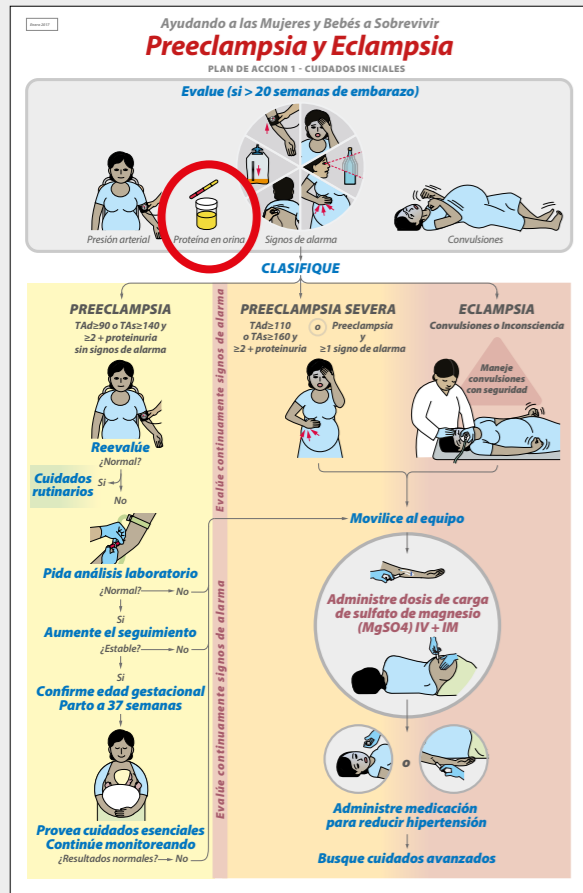 Enero 2017
Ayudando a las Mujeres y Bebés a Sobrevivir
Preeclampsia y Eclampsia
PLAN DE ACCION 1 - CUIDADOS INICIALES
Evalue (si > 20 semanas de embarazo)
Presión arterial
Proteína en orina
Signos de alarma
Convulsiones
CLASIFIQUE
PREECLAMPSIA
TAd≥90 o TAs≥140 y
≥2 + proteinuria
sin signos de alarma
Reevalúe
¿Normal?
Si
Cuidados
rutinarios
No
Pida análisis laboratorio
¿Normal?
No
Si
Aumente el seguimiento
¿Estable?
No
Si
Confirme edad gestacional
Parto a 37 semanas
Provea cuidados esenciales
Continúe monitoreando
¿Resultados normales?
No
Evalúe continuamente signos de alarma
Evalúe continuamente signos de alarma
PREECLAMPSIA SEVERA
TAd≥110
o TAs≥160 y
≥2 + proteinuria
o
Preeclampsia
y
≥1 signo de alarma
ECLAMPSIA
Convulsiones o Inconsciencia
Maneje
convulsiones
con seguridad
Movilice al equipo
Administre dosis de carga
de sulfato de magnesio
(MgSO4) IV + IM
o
Administre medicación
para reducir hipertensión
Busque cuidados avanzados